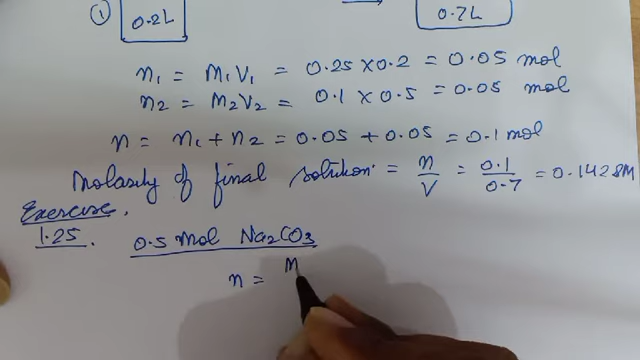 ① 0.2L 0.7L
n1 = M1V1 = 0.25 x 0.2 = 0.05 mol
n2 = M2V2 = 0.1 x 0.5 = 0.05 mol
n = n1 + n2 = 0.05 + 0.05 = 0.1 mol
Molarity of final solution = n/V = 0.1/0.7 = 0.1428M
Exercise.
1.25. 0.5 mol Na2CO3
n = M